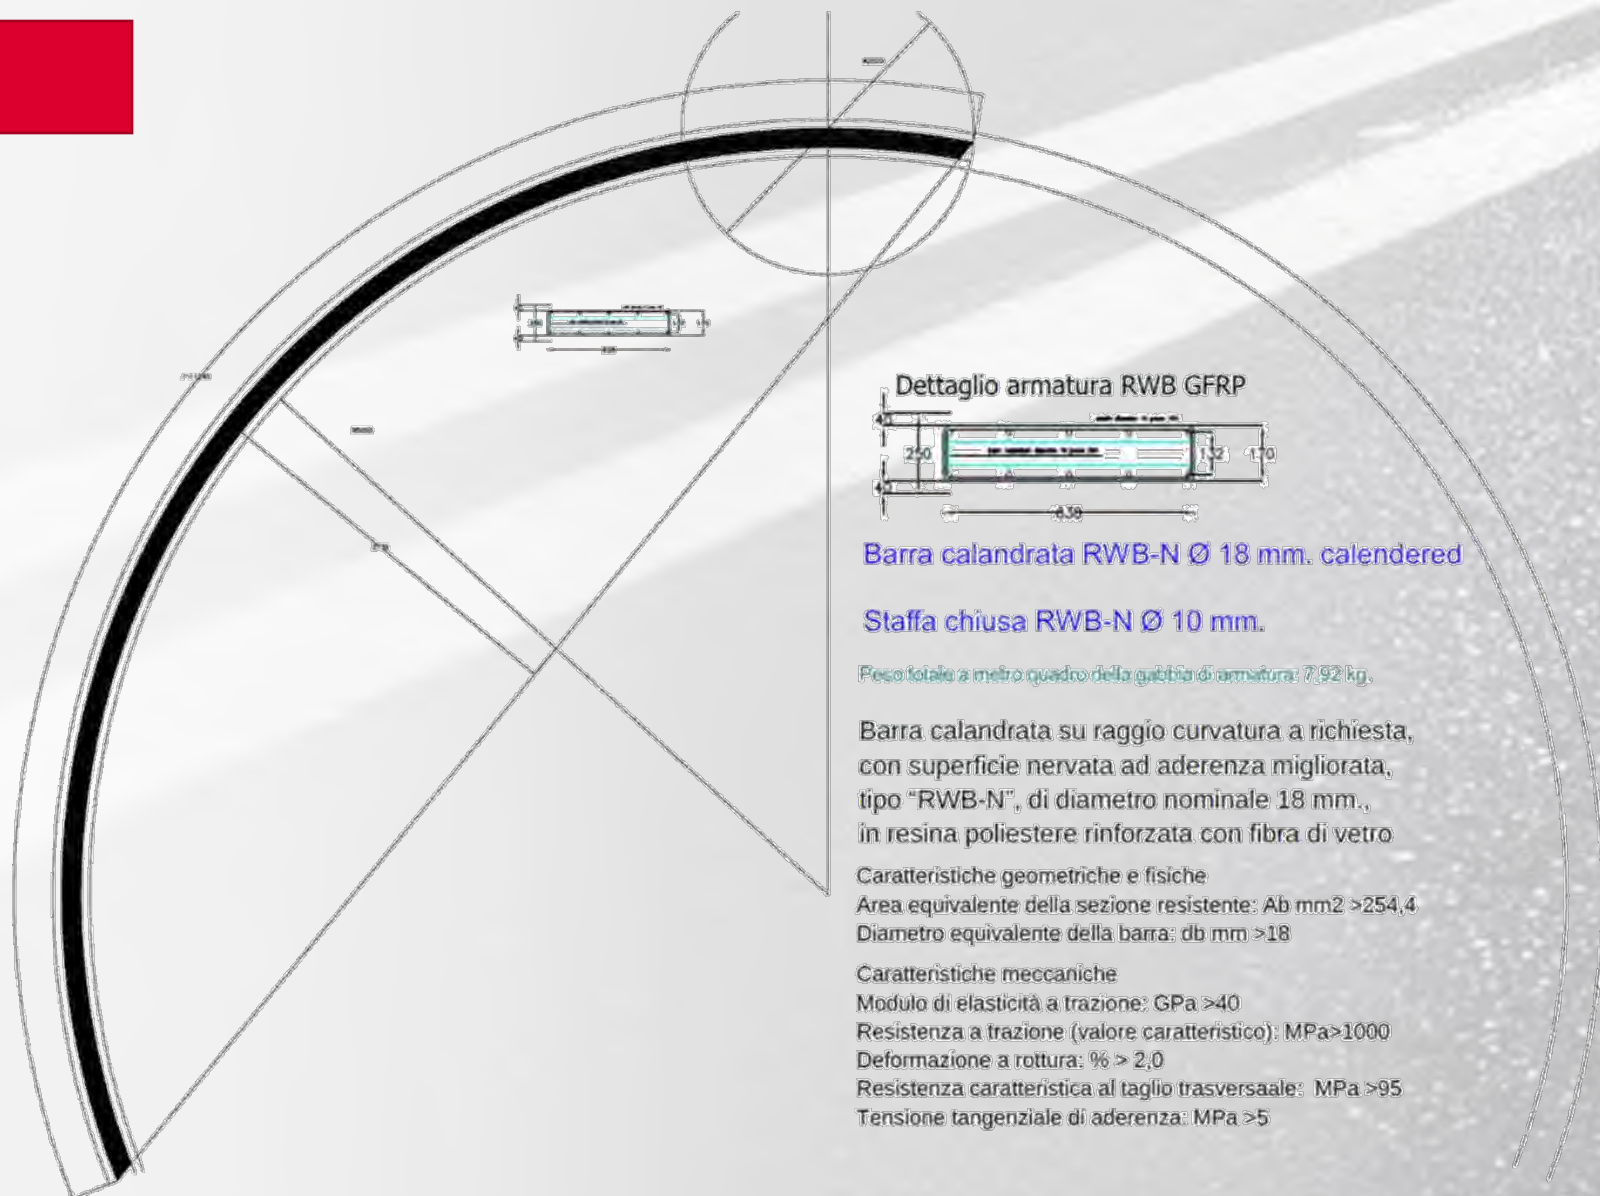 Dettaglio armatura RWB GFRP
250
132
170
638
Barra calandrata RWB-N Ø 18 mm. calendered
Staffa chiusa RWB-N Ø 10 mm.
Peso totale a metro quadro della gabbia di armatura: 7,92 kg.
Barra calandrata su raggio curvatura a richiesta,
con superficie nervata ad aderenza migliorata,
tipo “RWB-N”, di diametro nominale 18 mm.,
in resina poliestere rinforzata con fibra di vetro
Caratteristiche geometriche e fisiche
Area equivalente della sezione resistente: Ab mm2 >254,4
Diametro equivalente della barra: db mm >18
Caratteristiche meccaniche
Modulo di elasticità a trazione: GPa >40
Resistenza a trazione (valore caratteristico): MPa>1000
Deformazione a rottura: % > 2,0
Resistenza caratteristica al taglio trasversaale: MPa >95
Tensione tangenziale di aderenza: MPa >5